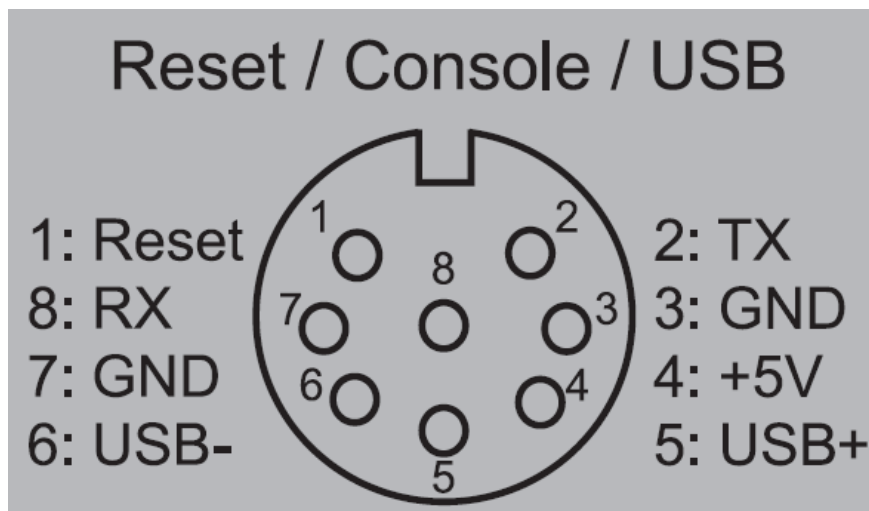 Reset / Console / USB
1: Reset
8: RX
7: GND
6: USB-
1
2
8
7
3
6
4
5
2: TX
3: GND
4: +5V
5: USB+